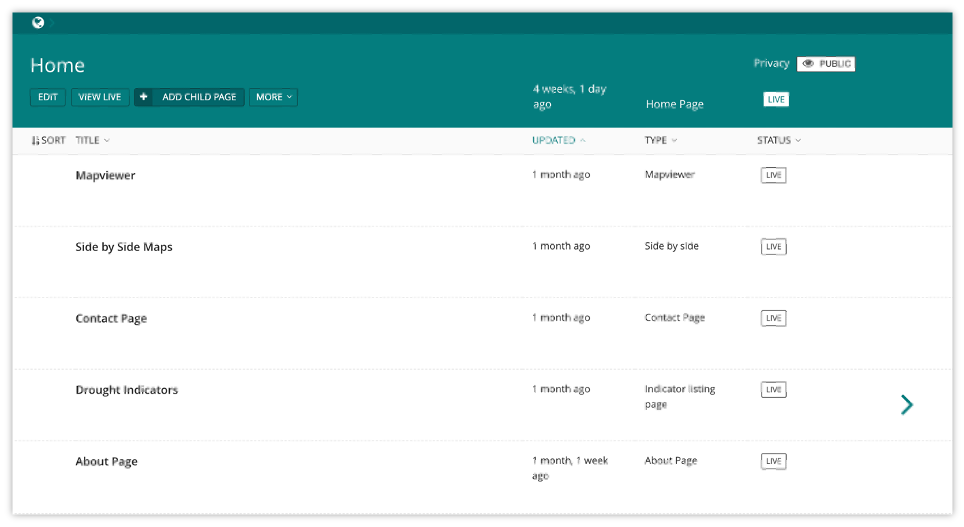 Home
Privacy PUBLIC
EDIT VIEW LIVE ADD CHILD PAGE MORE
4 weeks, 1 day
ago
Home Page
LIVE
SORT TITLE UPDATED TYPE STATUS
Mapviewer 1 month ago Mapviewer LIVE
Side by Side Maps 1 month ago Side by side LIVE
Contact Page 1 month ago Contact Page LIVE
Drought Indicators 1 month ago Indicator listing LIVE
page
About Page 1 month, 1 week About Page LIVE
ago